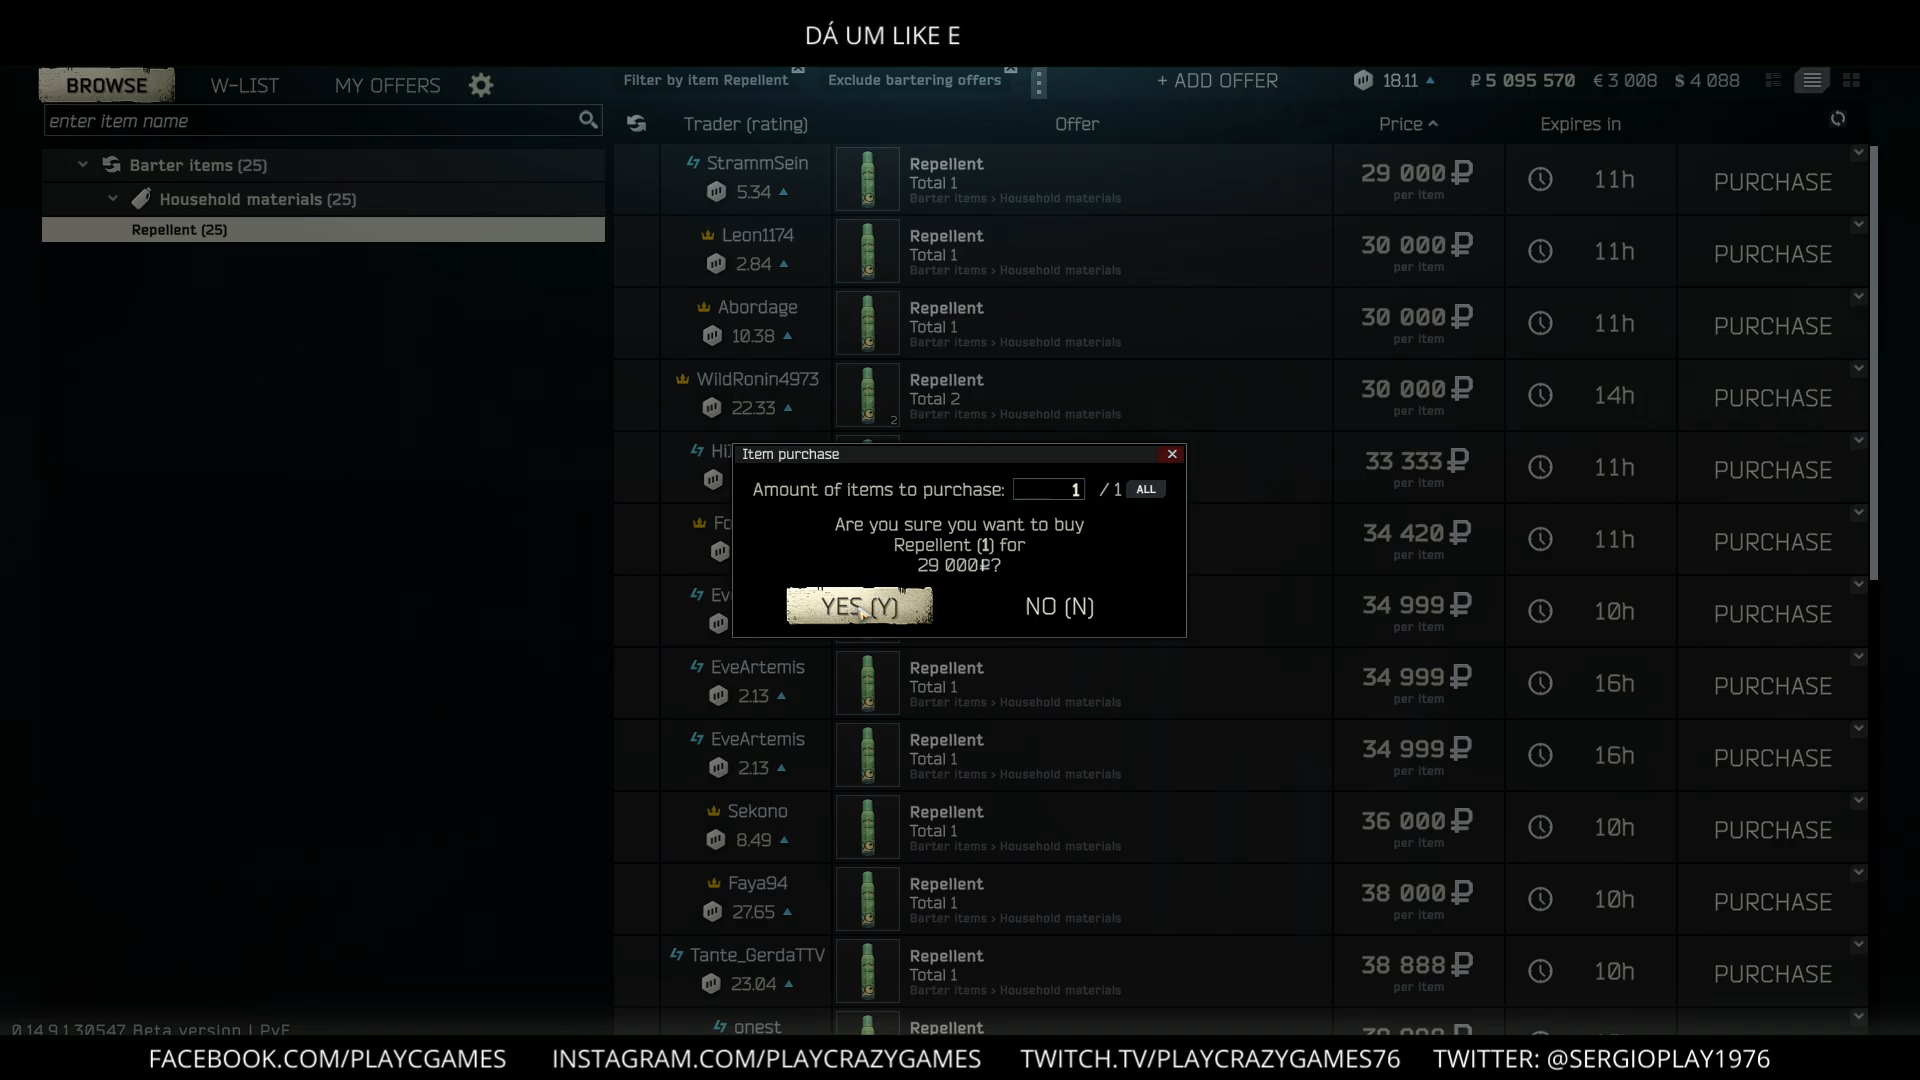 DÁ UM LIKE E
BROWSE W-LIST MY OFFERS
Filter by item Repellent Exclude bartering offers + ADD OFFER 18.11 ₽ 5 095 570 € 3 008 $ 4 088
enter item name
Trader (rating) Offer Price Expires in
Barter items (25)
Household materials (25)
Repellent (25)
StrammSein 5.34
Repellent
Total 1
Barter items > Household materials
29 000 ₽
per item
11h PURCHASE
Leon1174 2.84
Repellent
Total 1
Barter items > Household materials
30 000 ₽
per item
11h PURCHASE
Abordage 10.38
Repellent
Total 1
Barter items > Household materials
30 000 ₽
per item
11h PURCHASE
WildRonin4973 22.33
Repellent
Total 2
Barter items > Household materials
2
30 000 ₽
per item
14h PURCHASE
33 333 ₽
per item
11h PURCHASE
34 420 ₽
per item
11h PURCHASE
34 999 ₽
per item
10h PURCHASE
Item purchase
Amount of items to purchase: 1 / 1 ALL
Are you sure you want to buy
Repellent (1) for
29 000₽?
YES (Y) NO (N)
EveArtemis 2.13
Repellent
Total 1
Barter items > Household materials
34 999 ₽
per item
16h PURCHASE
EveArtemis 2.13
Repellent
Total 1
Barter items > Household materials
34 999 ₽
per item
16h PURCHASE
Sekono 8.49
Repellent
Total 1
Barter items > Household materials
36 000 ₽
per item
10h PURCHASE
Faya94 27.65
Repellent
Total 1
Barter items > Household materials
38 000 ₽
per item
10h PURCHASE
Tante_GerdaTTV 23.04
Repellent
Total 1
Barter items > Household materials
38 888 ₽
per item
10h PURCHASE
onest
Repellent
0.14.9.1.30547 Beta version | PvE
FACEBOOK.COM/PLAYCGAMES INSTAGRAM.COM/PLAYCRAZYGAMES TWITCH.TV/PLAYCRAZYGAMES76 TWITTER: @SERGIOPLAY1976